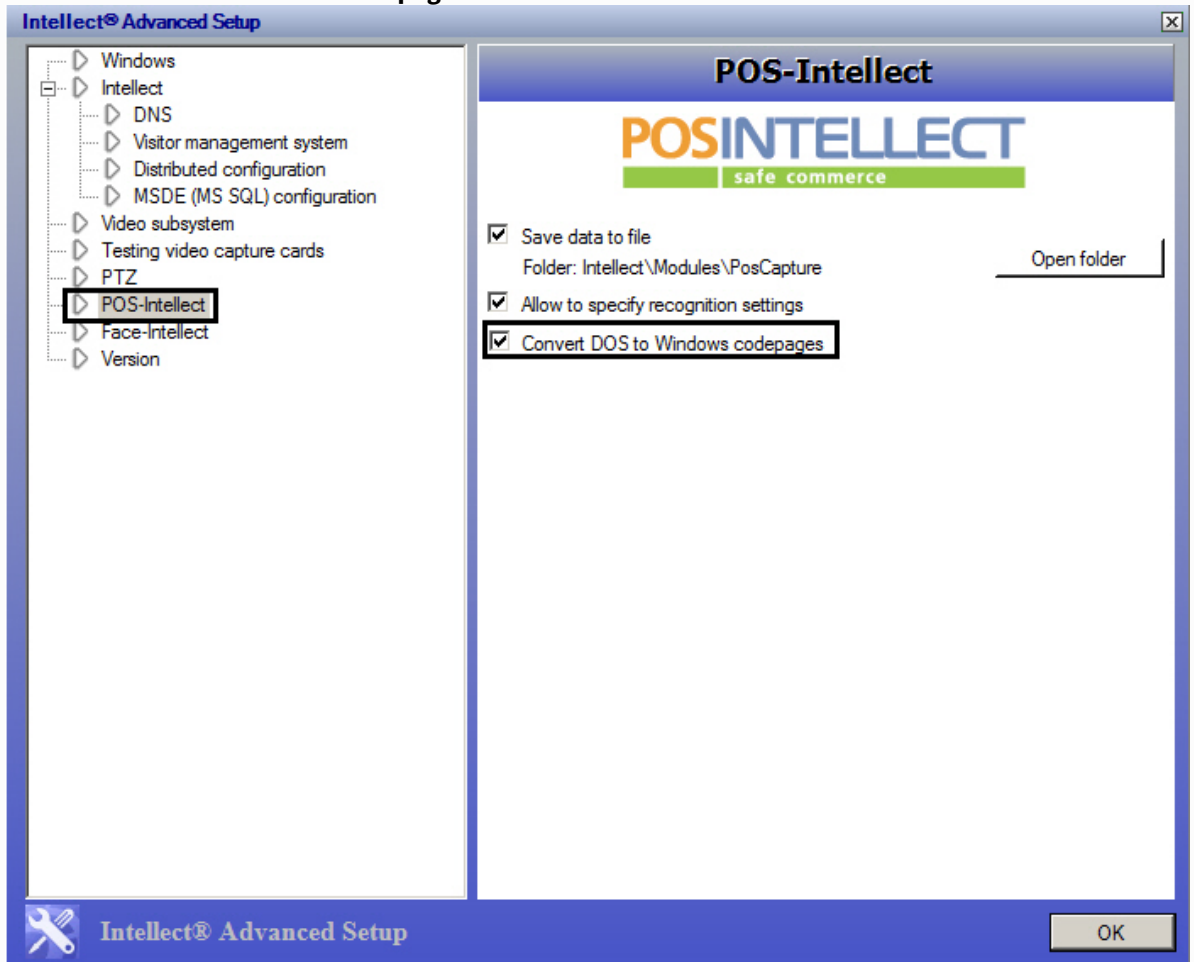 Intellect® Advanced Setup
Windows
Intellect
DNS
Visitor management system
Distributed configuration
MSDE (MS SQL) configuration
Video subsystem
Testing video capture cards
PTZ
POS-Intellect
Face-Intellect
Version
POS-Intellect
POSINTELLECT
safe commerce
Save data to file
Folder: Intellect\Modules\PosCapture
Open folder
Allow to specify recognition settings
Convert DOS to Windows codepages
Intellect® Advanced Setup
OK